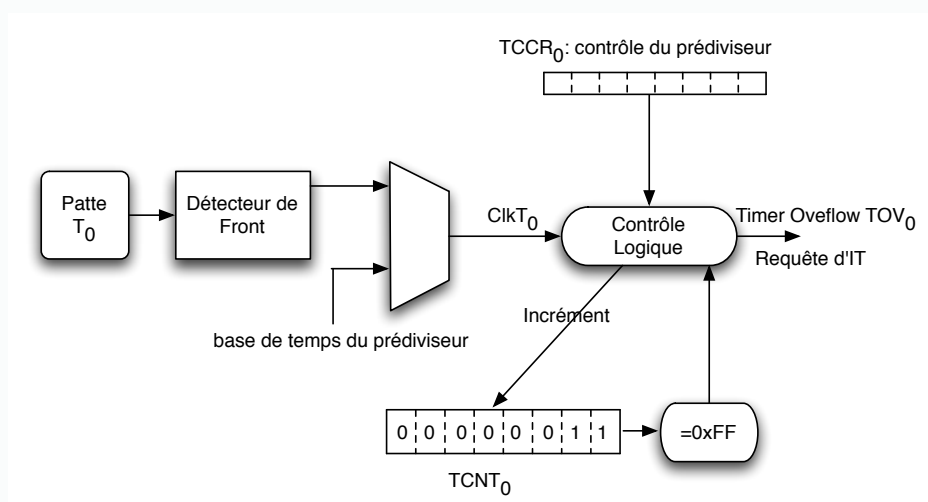 TCCR0: contrôle du prédiviseur
Patte
T0
Détecteur de
Front
ClkT0
Contrôle
Logique
Timer Oveflow TOV0
Requête d'IT
base de temps du prédiviseur
Incrément
0 0 0 0 0 0 1 1
=0xFF
TCNT0